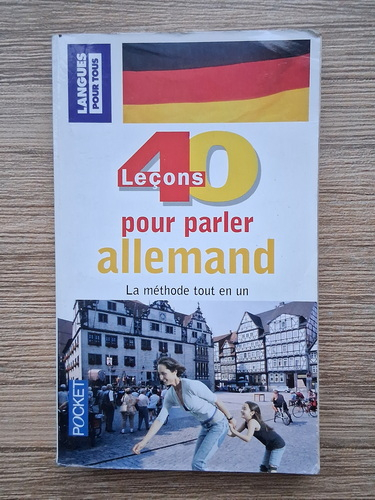 LANGUES
POUR TOUS
40
Leçons
pour parler
allemand
La méthode tout en un
POCKET